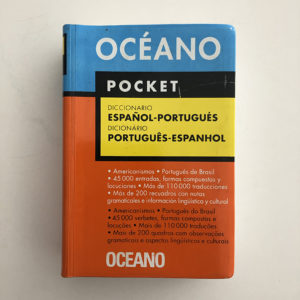 OCÉANO
POCKET
DICCIONARIO
ESPAÑOL-PORTUGUÊS
DICIONÁRIO
PORTUGUÊS-ESPANHOL
• Americanismos • Portugués de Brasil
• 45 000 entradas, formas compuestas y
locuciones • Más de 110 000 traducciones
• Más de 200 recuadros con notas
gramaticales e información lingüística y cultural
• Americanismos • Português do Brasil
• 45 000 verbetes, formas compostas e
locuções • Mais de 110 000 traduções
• Mais de 200 quadros com observações
gramaticais e aspectos lingüísticos e culturais
OCEANO